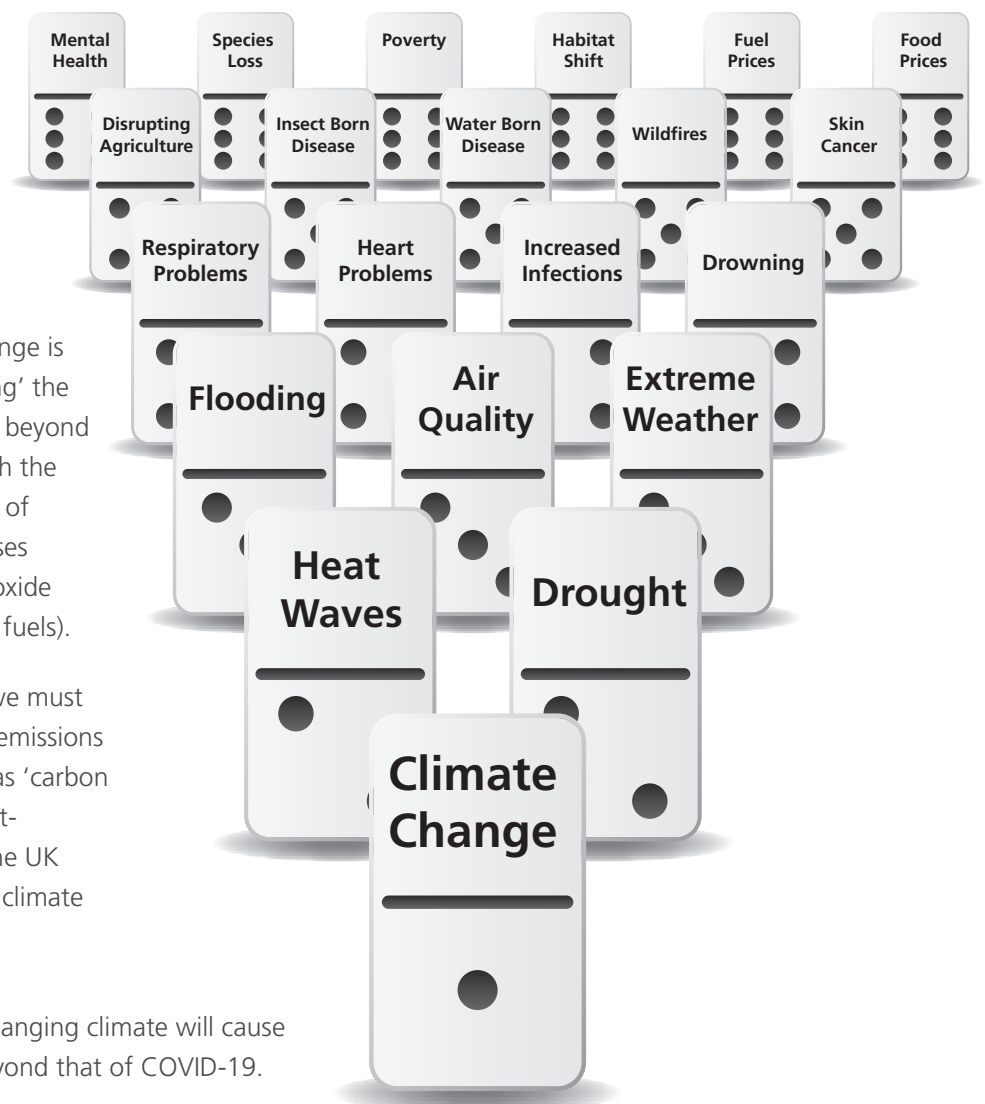 Mental
Health
Species
Loss
Poverty
Habitat
Shift
Fuel
Prices
Food
Prices
Disrupting
Agriculture
Insect Born
Disease
Water Born
Disease
Wildfires
Skin
Cancer
Respiratory
Problems
Heart
Problems
Increased
Infections
Drowning
Flooding
Air
Quality
Extreme
Weather
Heat
Waves
Drought
Climate
Change
nge is
g’ the
beyond
h the
of
ses
oxide
fuels).
ve must
emissions
as ‘carbon
t-
ne UK
climate
anging climate will cause
yond that of COVID-19.